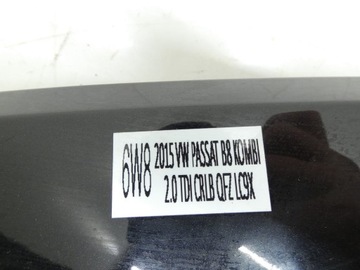 6W8 2015 VW PASSAT B8 KOMBI
2.0 TDI CRLB QFZ LC9X